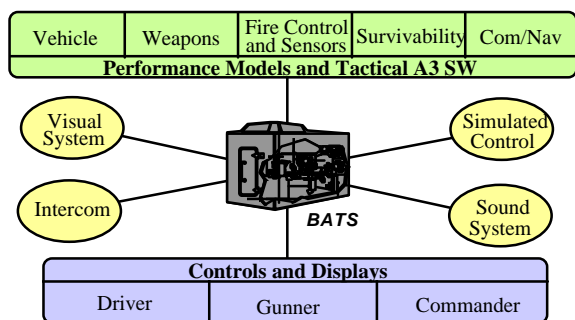 Vehicle
Weapons
Fire Control
and Sensors
Survivability
Com/Nav
Performance Models and Tactical A3 SW
Visual
System
Simulated
Control
Intercom
Sound
System
BATS
Controls and Displays
Driver
Gunner
Commander